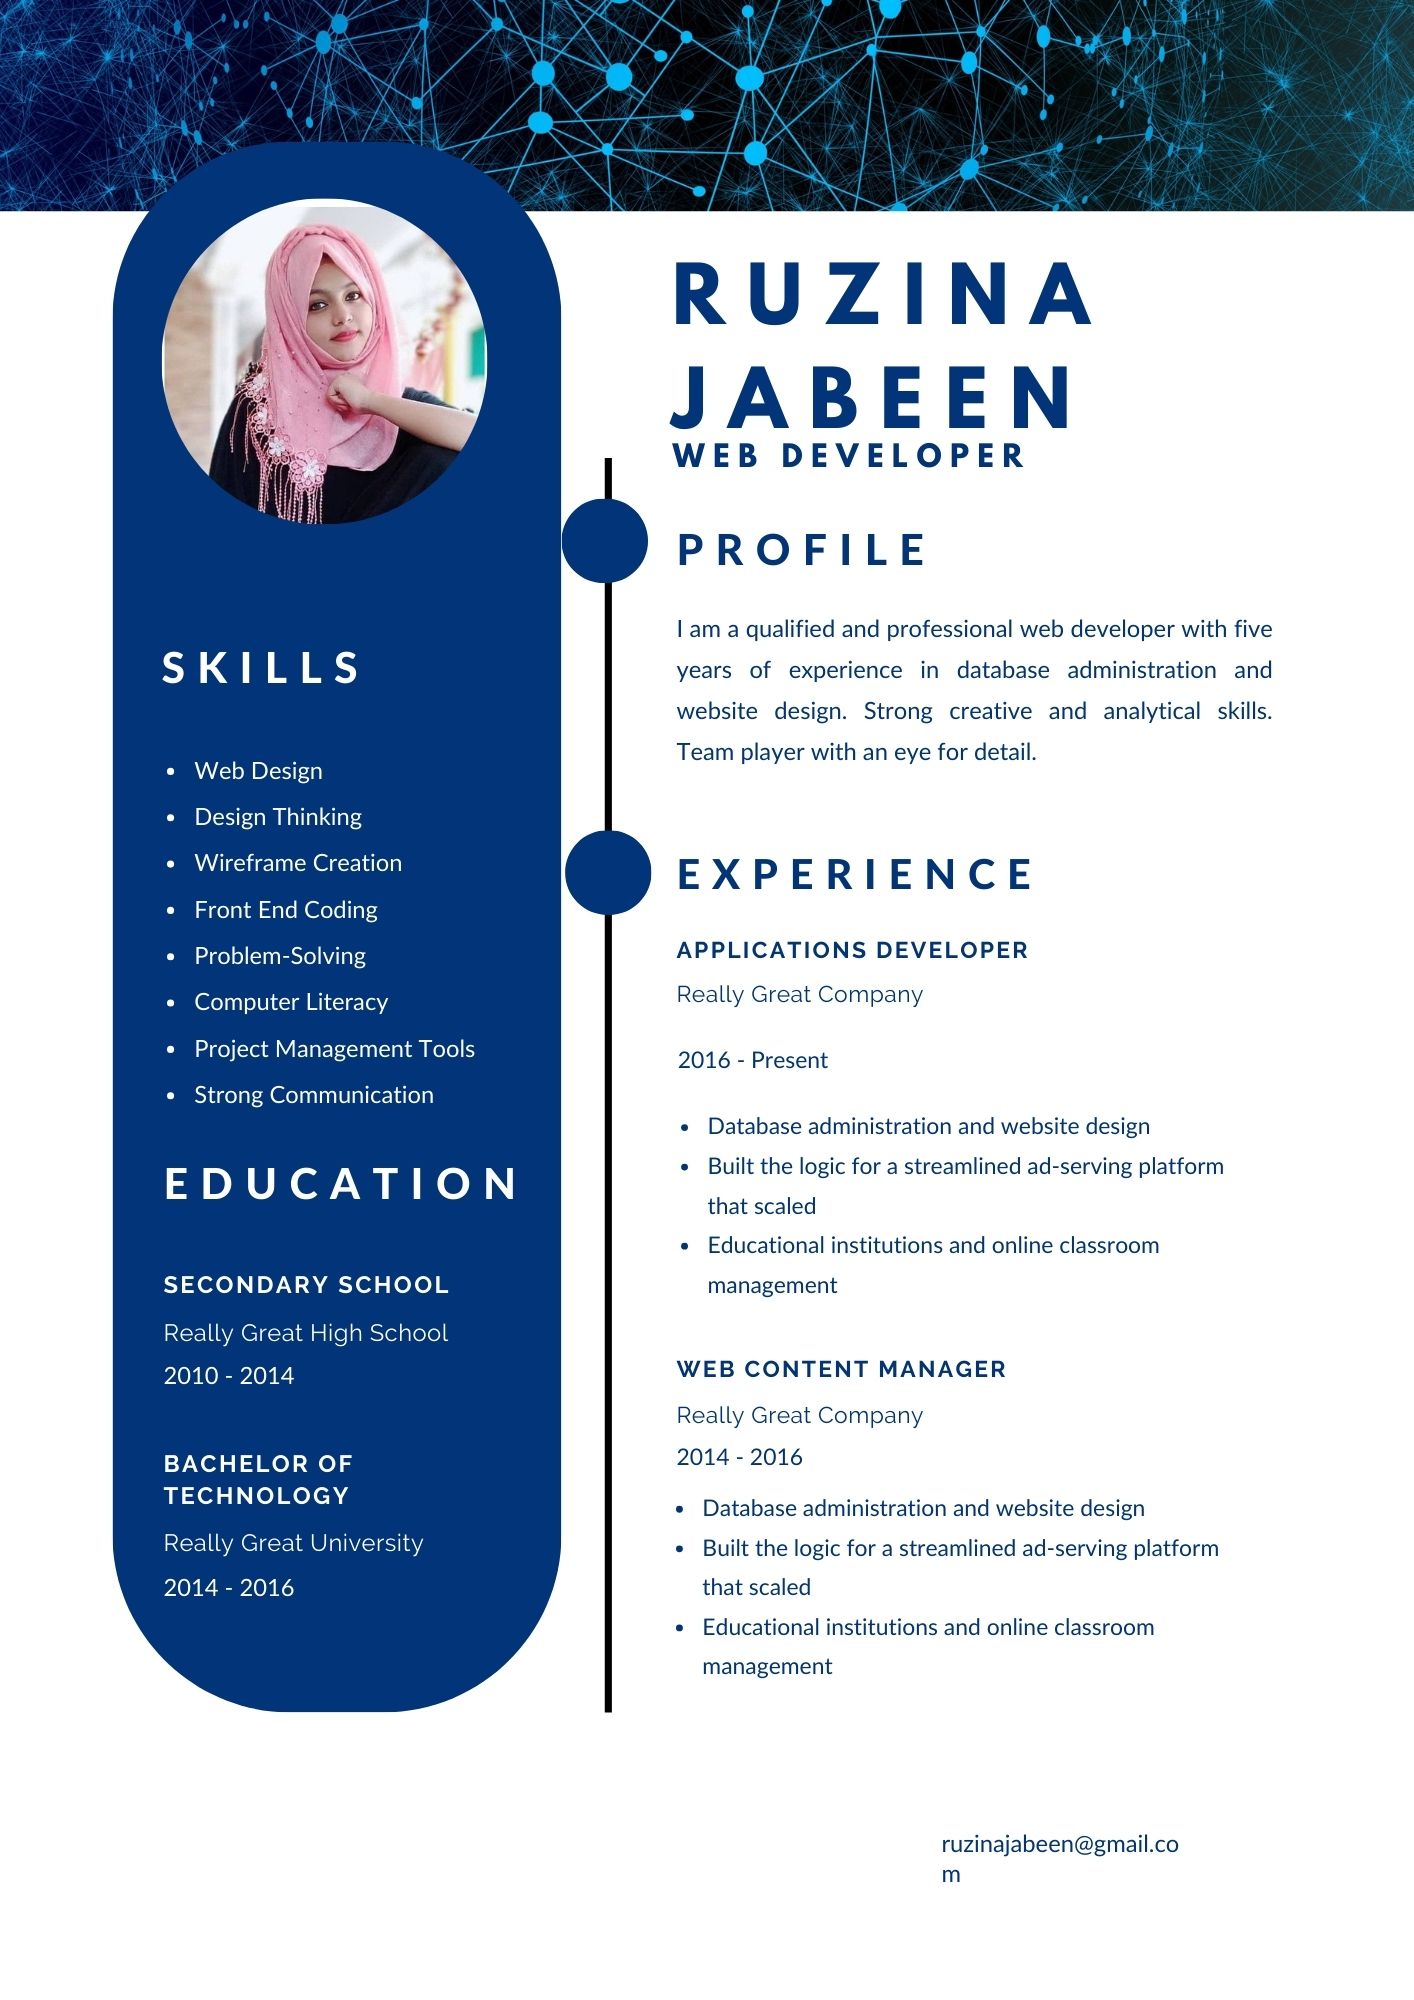 RUZINA
JABEEN
WEB DEVELOPER
SKILLS
• Web Design
• Design Thinking
• Wireframe Creation
• Front End Coding
• Problem-Solving
• Computer Literacy
• Project Management Tools
• Strong Communication
EDUCATION
SECONDARY SCHOOL
Really Great High School
2010 - 2014
BACHELOR OF
TECHNOLOGY
Really Great University
2014 - 2016
PROFILE
I am a qualified and professional web developer with five
years of experience in database administration and
website design. Strong creative and analytical skills.
Team player with an eye for detail.
EXPERIENCE
APPLICATIONS DEVELOPER
Really Great Company
2016 - Present
• Database administration and website design
• Built the logic for a streamlined ad-serving platform
that scaled
• Educational institutions and online classroom
management
WEB CONTENT MANAGER
Really Great Company
2014 - 2016
• Database administration and website design
• Built the logic for a streamlined ad-serving platform
that scaled
• Educational institutions and online classroom
management
ruzinajabeen@gmail.co
m